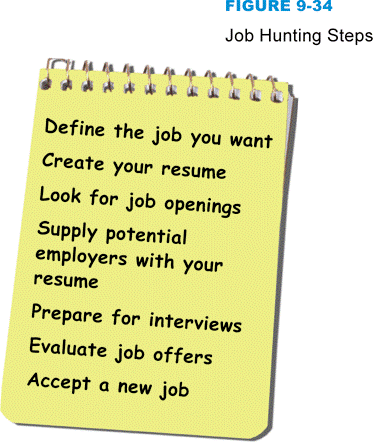 FIGURE 9-34
Job Hunting Steps
Define the job you want
Create your resume
Look for job openings
Supply potential
employers with your
resume
Prepare for interviews
Evaluate job offers
Accept a new job